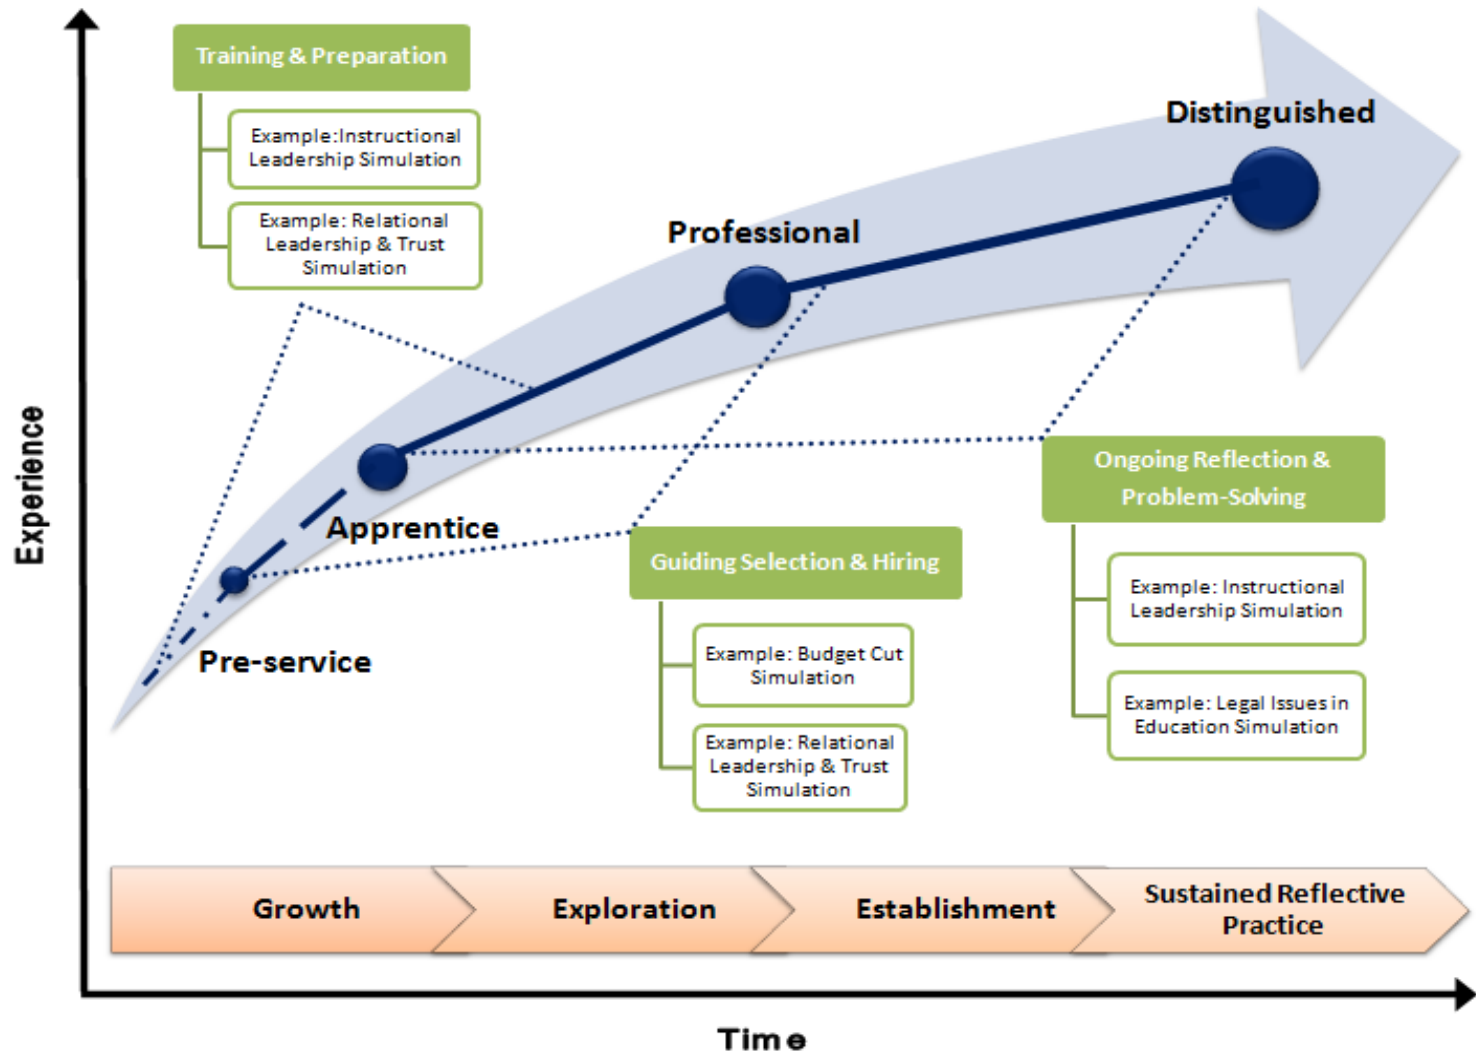 Training & Preparation
Example:Instructional
Leadership Simulation
Example: Relational
Leadership & Trust
Simulation
Distinguished
Professional
Apprentice
Pre-service
Ongoing Reflection &
Problem-Solving
Example: Instructional
Leadership Simulation
Example: Legal Issues in
Education Simulation
Guiding Selection & Hiring
Example: Budget Cut
Simulation
Example: Relational
Leadership & Trust
Simulation
Experience
Growth
Exploration
Establishment
Sustained Reflective
Practice
Time